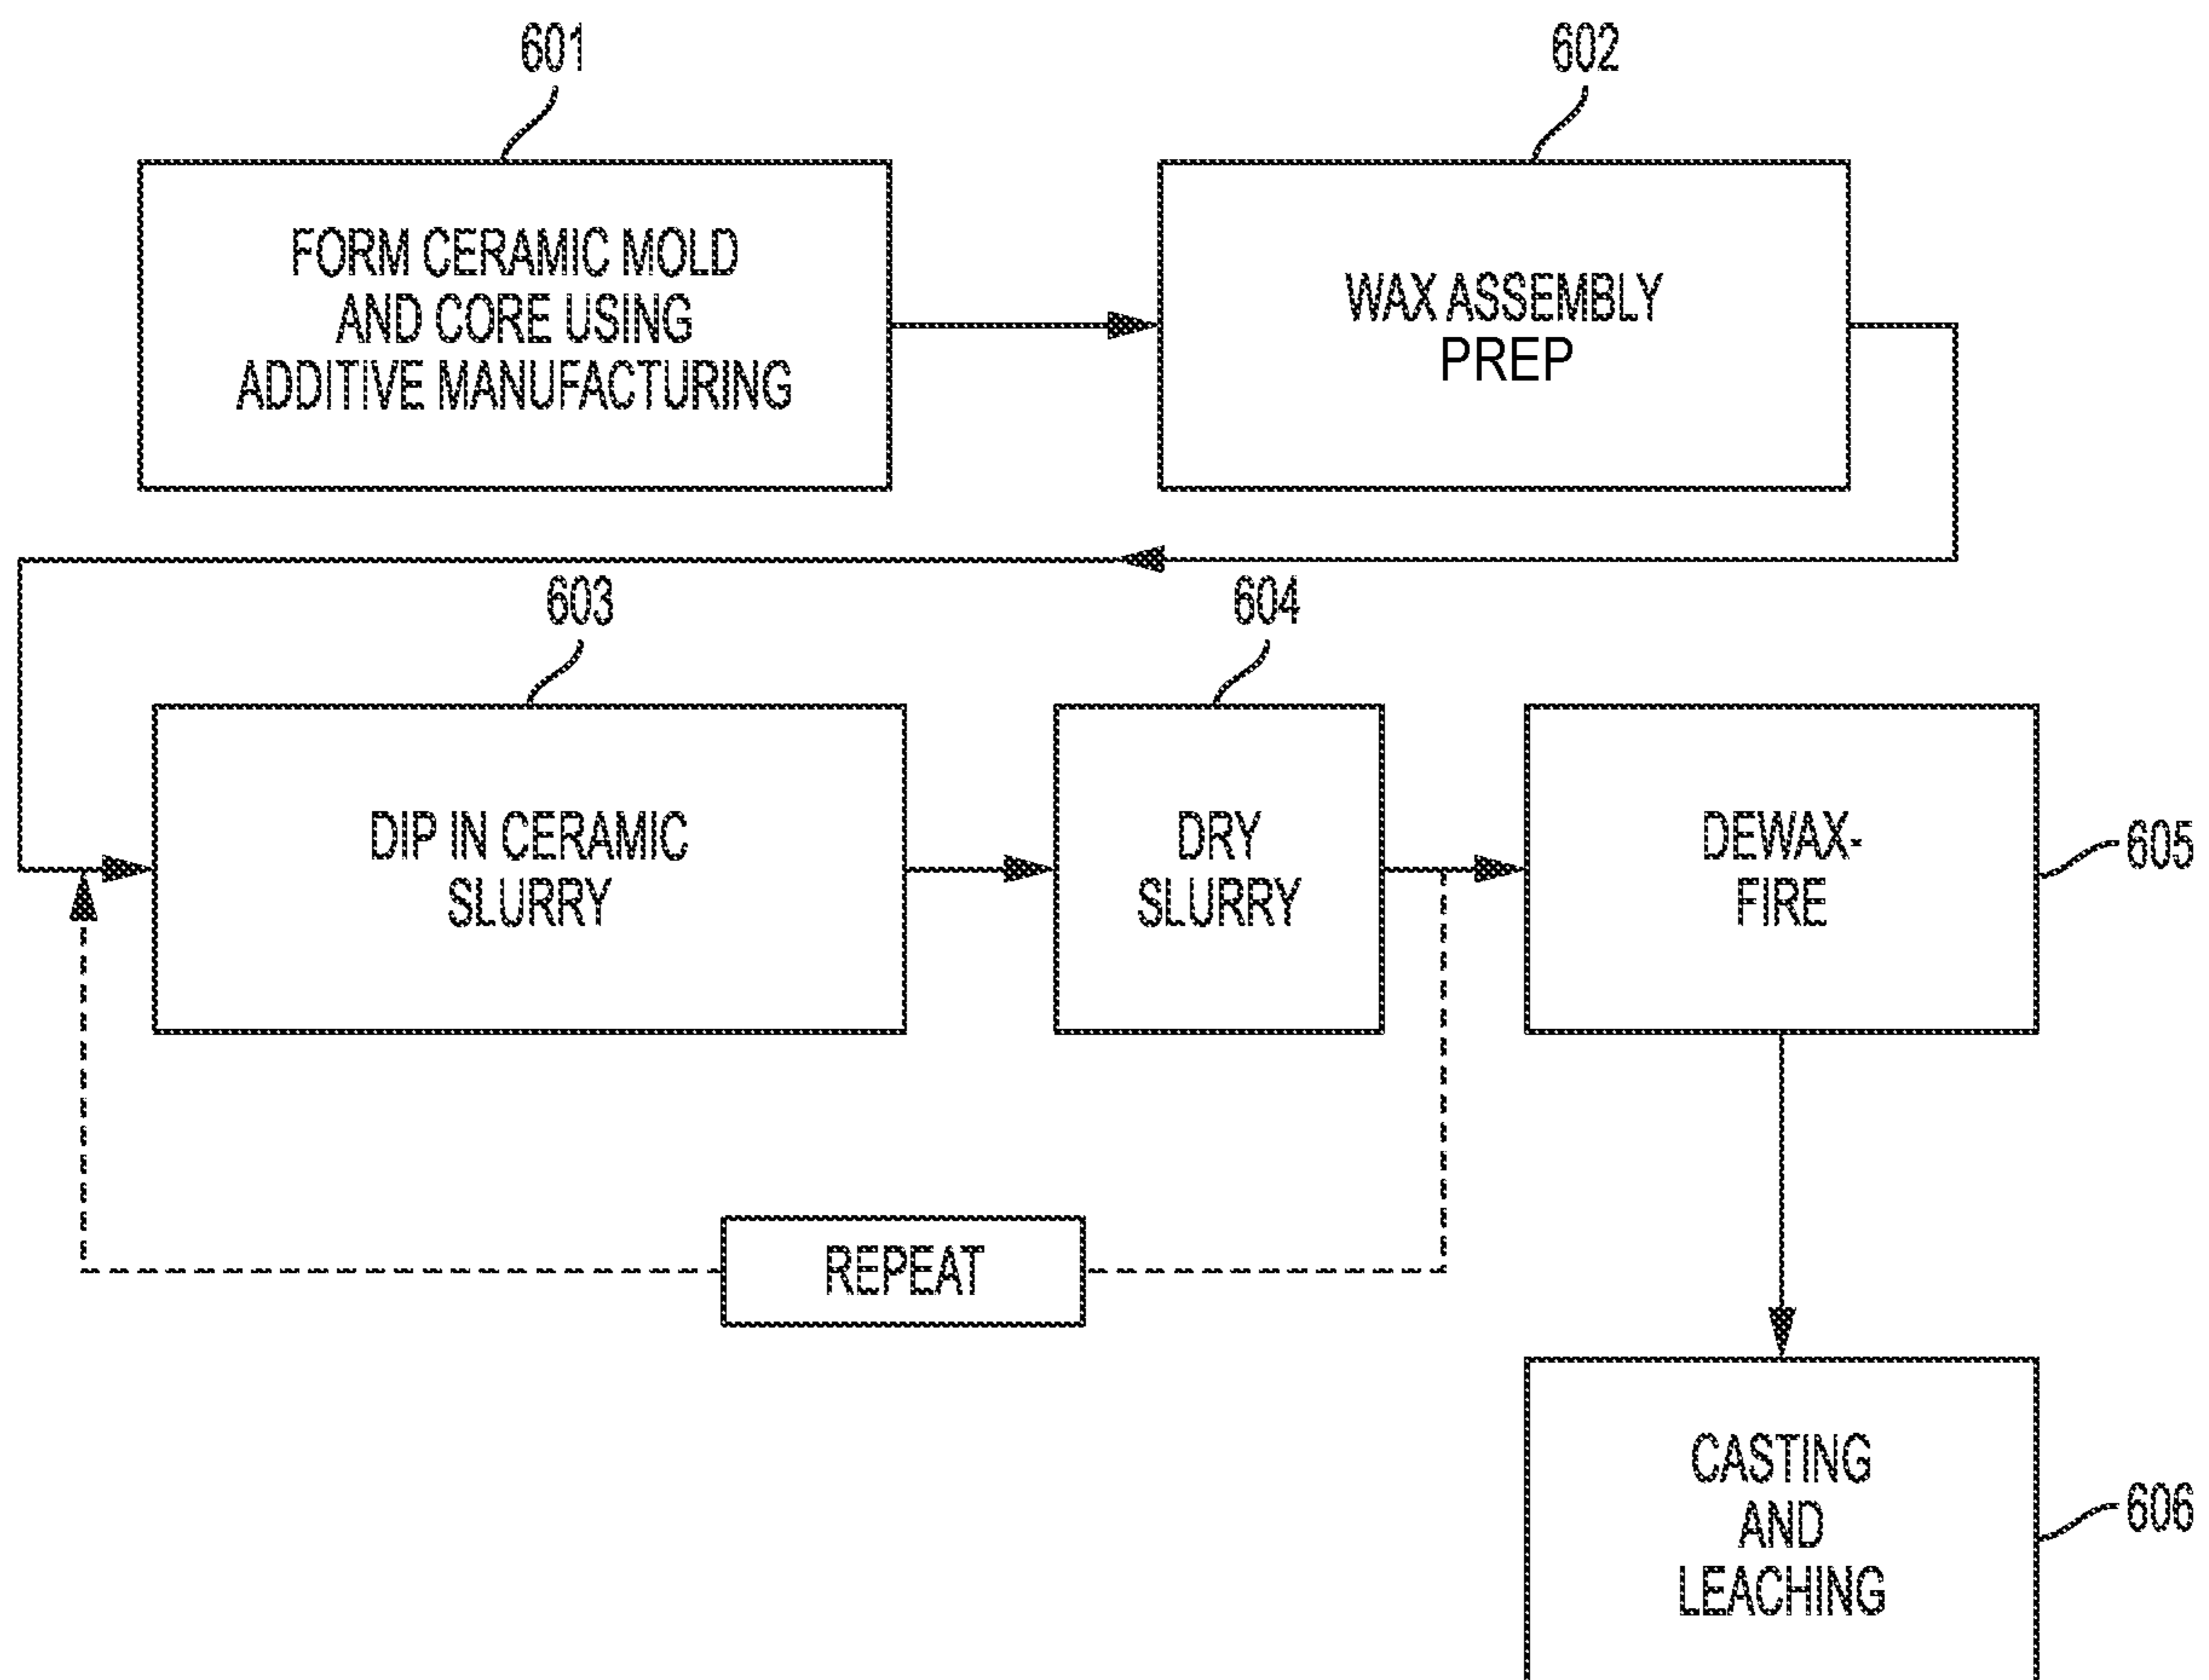 601
FORM CERAMIC MOLD
AND CORE USING
ADDITIVE MANUFACTURING
602
WAX ASSEMBLY
PREP
603
DIP IN CERAMIC
SLURRY
604
DRY
SLURRY
DEWAX-
FIRE
605
REPEAT
CASTING
AND
LEACHING
606